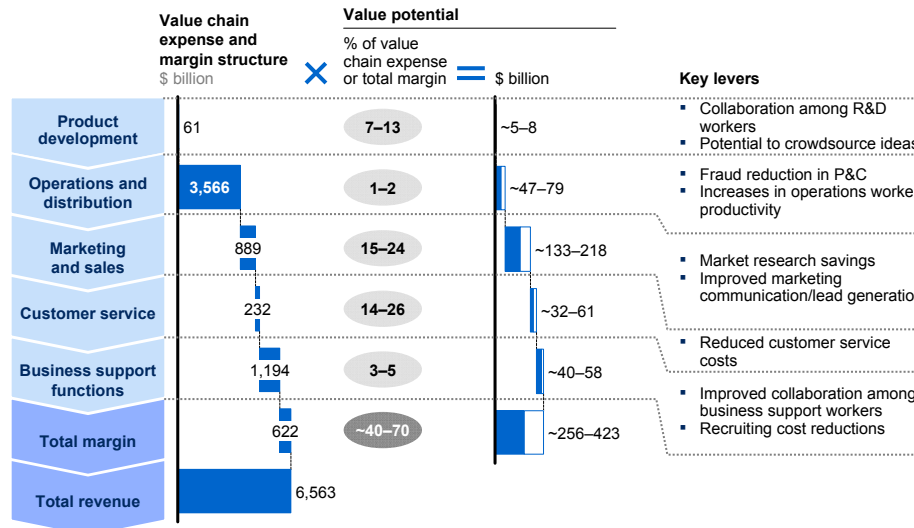 Value chain
expense and
margin structure
$ billion
Value potential
% of value
chain expense
or total margin
$ billion
Key levers
Product
development
61
7–13
~5–8
▪ Collaboration among R&D
workers
▪ Potential to crowdsource ideas
Operations and
distribution
3,566
1–2
~47–79
▪ Fraud reduction in P&C
▪ Increases in operations worke
productivity
Marketing
and sales
889
15–24
~133–218
▪ Market research savings
▪ Improved marketing
communication/lead generatio
Customer service
232
14–26
~32–61
▪ Reduced customer service
costs
Business support
functions
1,194
3–5
~40–58
▪ Improved collaboration among
business support workers
▪ Recruiting cost reductions
Total margin
622
~40–70
~256–423
Total revenue
6,563